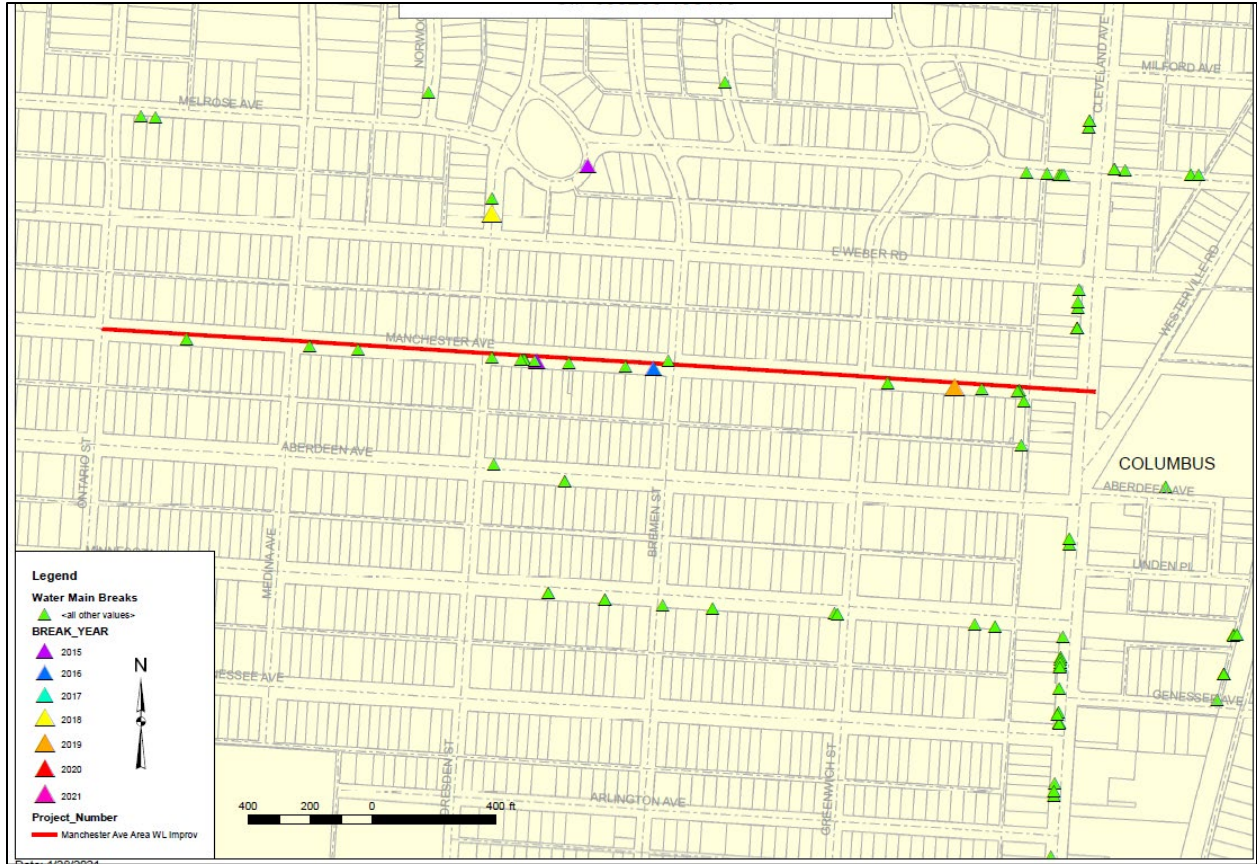 NORWOO
MILFORD AVE
CLEVELAND AVE
MELROSE AVE
E WEBER RD
WESTERVILLE RD
MANCHESTER AVE
COLUMBUS
ABERDEEN AVE
ABERDEEN AVE
ONTARIO ST
BREMEN ST
MEDINA AVE
LINDEN PL
NESSEE AVE
GENESSEE AVE
DRESDEN ST
GREENWICH ST
ARLINGTON AVE
Legend
Water Main Breaks
<all other values>
BREAK_YEAR
2015
2016
2017
2018
2019
2020
2021
N
Project_Number
Manchester Ave Area WL Improv
400 200 0 400 ft